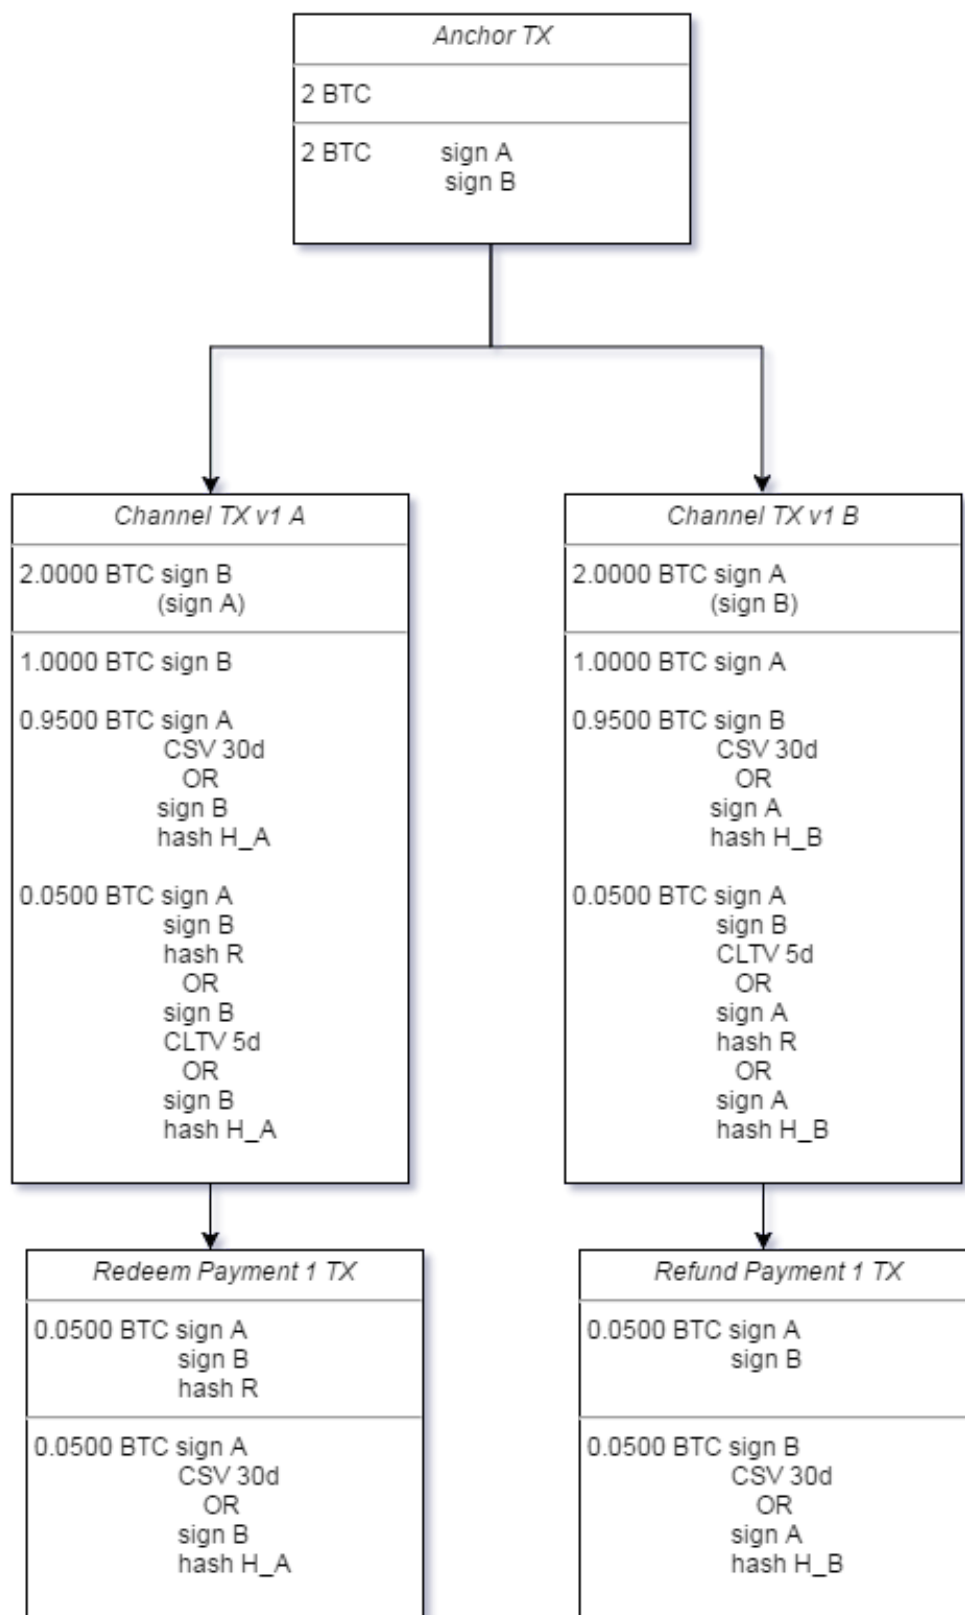 Anchor TX
2 BTC
2 BTC sign A
sign B
Channel TX v1 A
2.0000 BTC sign B
(sign A)
1.0000 BTC sign B
0.9500 BTC sign A
CSV 30d
OR
sign B
hash H_A
0.0500 BTC sign A
sign B
hash R
OR
sign B
CLTV 5d
OR
sign B
hash H_A
Channel TX v1 B
2.0000 BTC sign A
(sign B)
1.0000 BTC sign A
0.9500 BTC sign B
CSV 30d
OR
sign A
hash H_B
0.0500 BTC sign A
sign B
CLTV 5d
OR
sign A
hash R
OR
sign A
hash H_B
Redeem Payment 1 TX
0.0500 BTC sign A
sign B
hash R
0.0500 BTC sign A
CSV 30d
OR
sign B
hash H_A
Refund Payment 1 TX
0.0500 BTC sign A
sign B
0.0500 BTC sign B
CSV 30d
OR
sign A
hash H_B